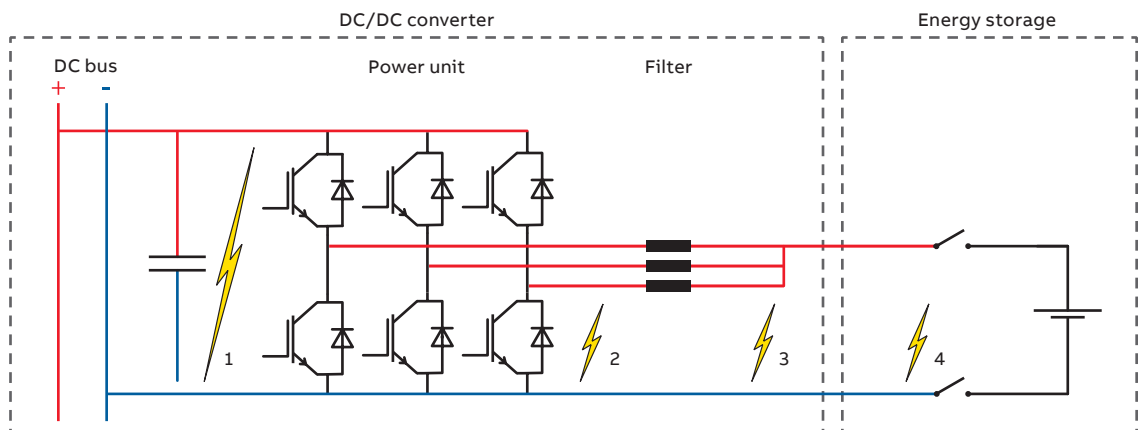 DC/DC converter
Energy storage
DC bus
Power unit
Filter
+ -
1
2
3
4